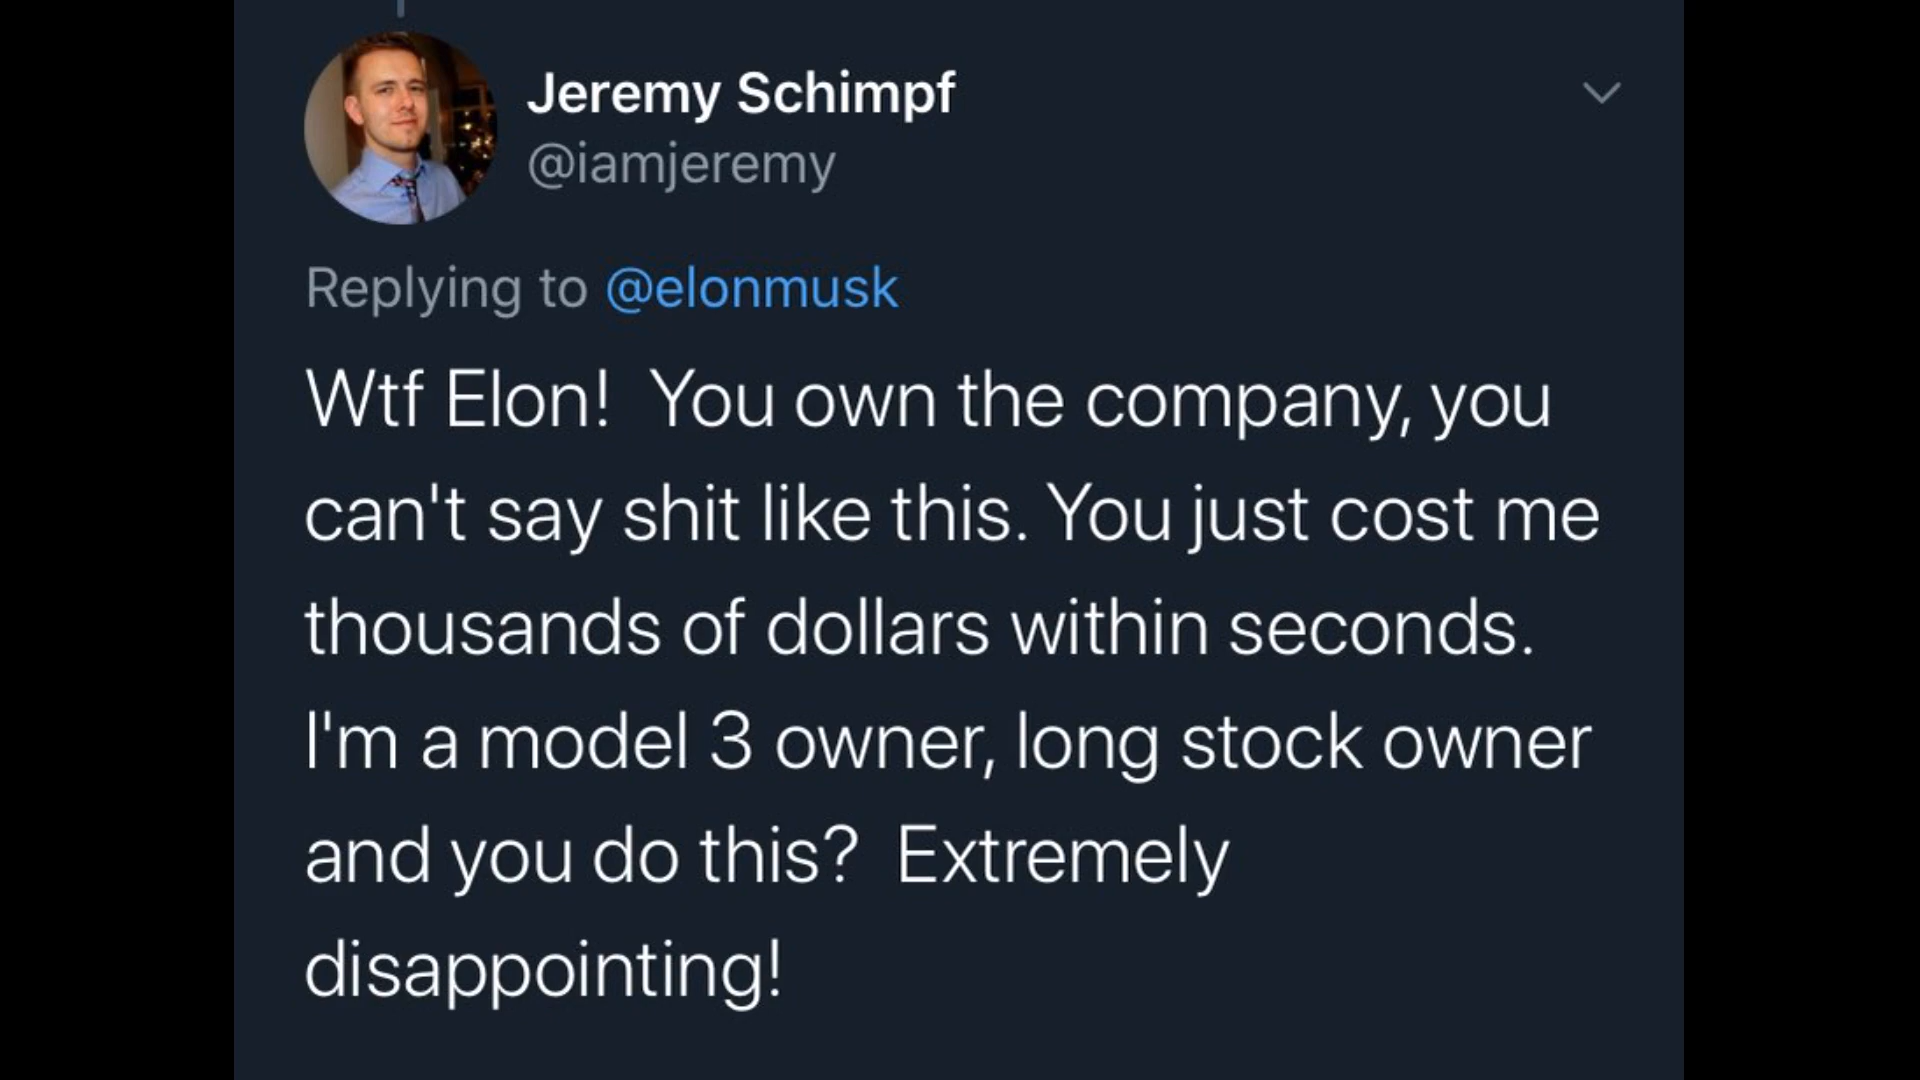 Jeremy Schimpf
@iamjeremy
Replying to @elonmusk
Wtf Elon!  You own the company, you
can't say shit like this. You just cost me
thousands of dollars within seconds.
I'm a model 3 owner, long stock owner
and you do this?  Extremely
disappointing!